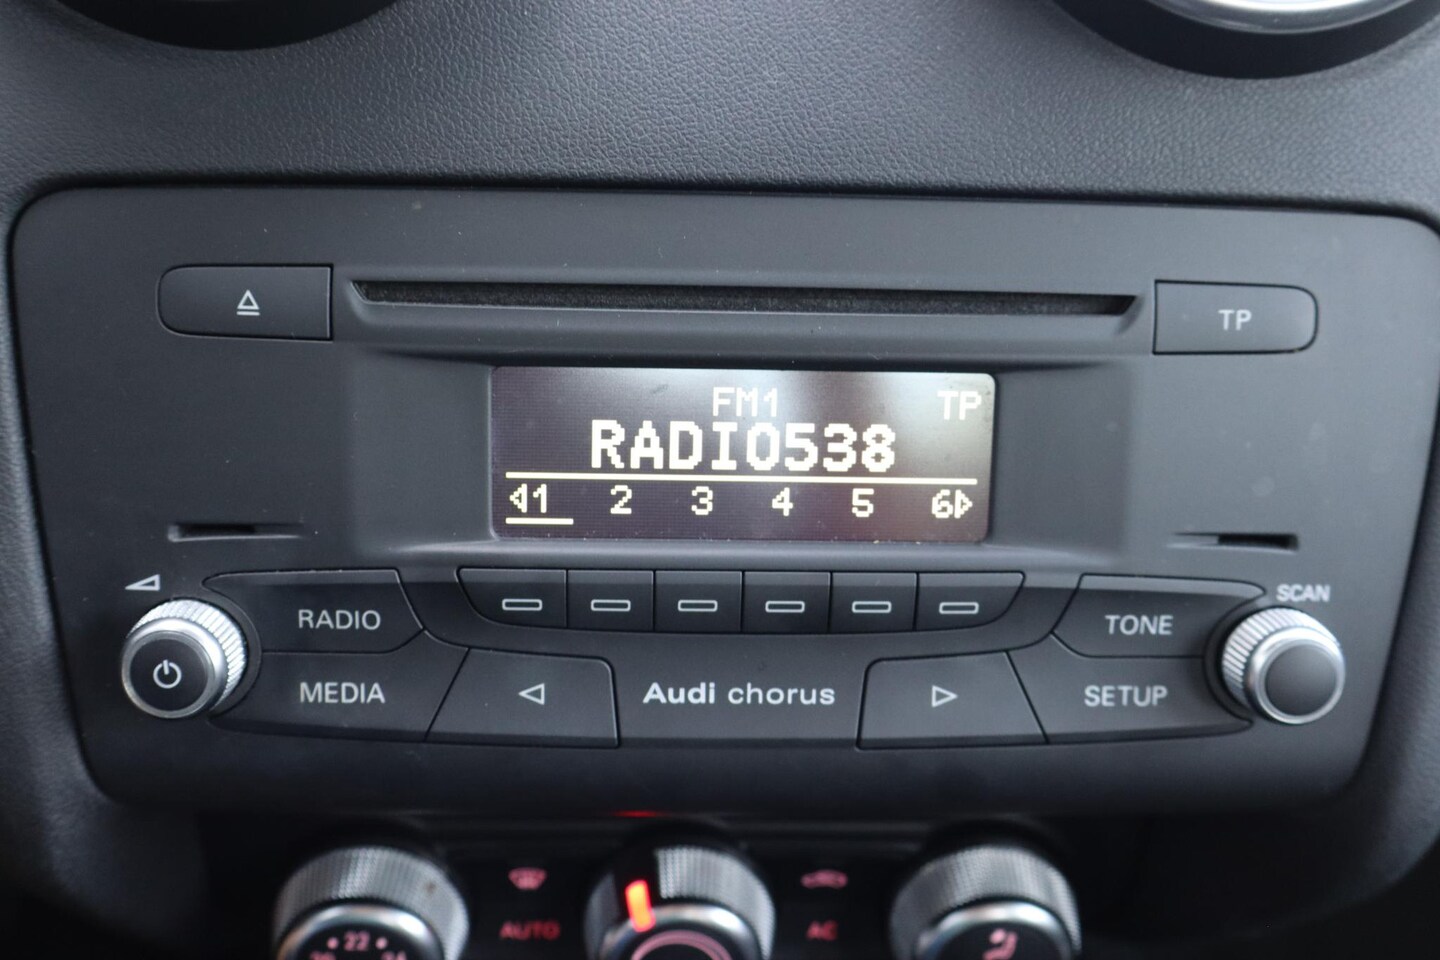 TP
FM1 TP
RADIO538
1 2 3 4 5 6
SCAN
RADIO
TONE
MEDIA
Audi chorus
SETUP
AUTO
AC
22